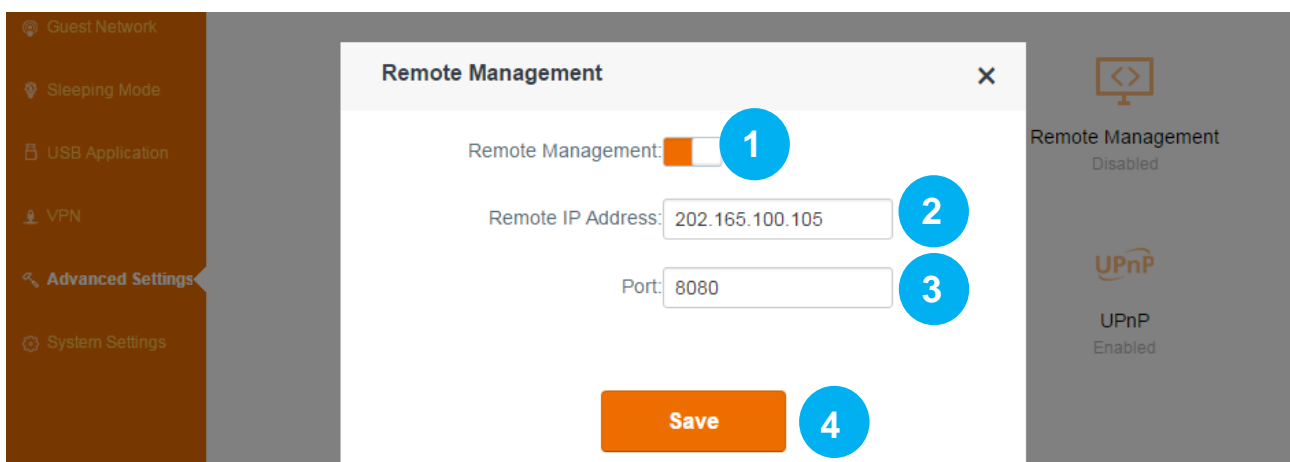 Guest Network
Sleeping Mode
USB Application
VPN
Advanced Settings
System Settings
Remote Management
×
Remote Management:
1
Remote IP Address:
202.165.100.105
2
Port:
8080
3
Save
4
<>
Remote Management
Disabled
UPnP
UPnP
Enabled